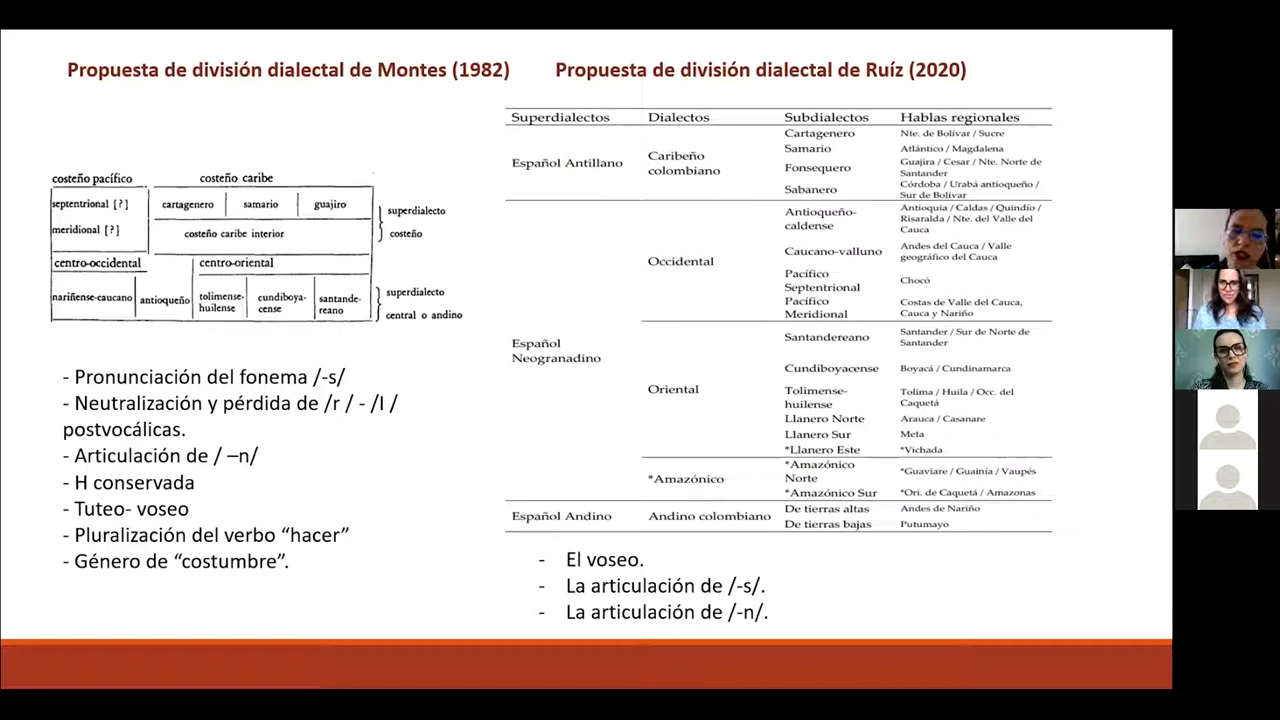 Propuesta de división dialectal de Montes (1982)
costeño pacífico costeño caribe
septentrional [?] cartagenero samario guajiro
superdialecto
meridional [?] costeño caribe interior costeño
centro-occidental centro-oriental
nariñense-caucano antioqueño tolimense-huilense cundiboya-cense santande-reano
superdialecto
central o andino
- Pronunciación del fonema /-s/
- Neutralización y pérdida de /r / - /l /
postvocálicas.
- Articulación de / –n/
- H conservada
- Tuteo- voseo
- Pluralización del verbo “hacer”
- Género de “costumbre”.
Propuesta de división dialectal de Ruíz (2020)
Superdialectos Dialectos Subdialectos Hablas regionales
Español Antillano
Caribeño
colombiano
Cartagenero Nte. de Bolívar / Sucre
Samario Atlántico / Magdalena
Fonsequero Guajira / Cesar / Nte. Norte de
Santander
Sabanero Córdoba / Urabá antioqueño /
Sur de Bolívar
Español
Neogranadino
Occidental
Antioqueño-
caldense
Antioquia / Caldas / Quindío /
Risaralda / Nte. del Valle del
Cauca
Caucano-valluno Andes del Cauca / Valle
geográfico del Cauca
Pacífico
Septentrional
Chocó
Pacífico
Meridional
Costas de Valle del Cauca,
Cauca y Nariño
Oriental
Santandereano Santander / Sur de Norte de
Santander
Cundiboyacense Boyacá / Cundinamarca
Tolimense-
huilense
Tolima / Huila / Occ. del
Caquetá
Llanero Norte Arauca / Casanare
Llanero Sur Meta
*Llanero Este *Vichada
*Amazónico
*Amazónico
Norte
*Guaviare / Guainía / Vaupés
*Amazónico Sur *Ori. de Caquetá / Amazonas
Español Andino Andino colombiano
De tierras altas Andes de Nariño
De tierras bajas Putumayo
- El voseo.
- La articulación de /-s/.
- La articulación de /-n/.